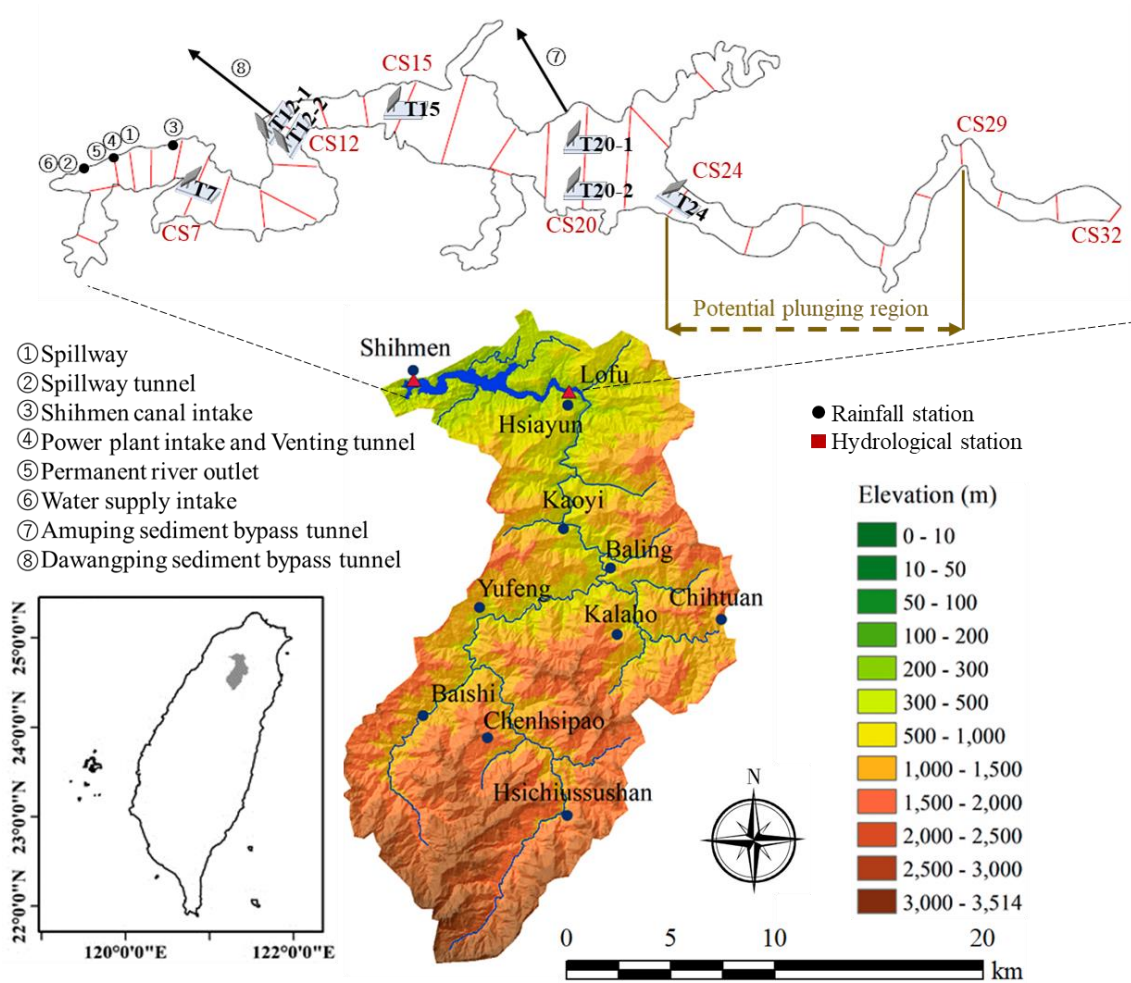 ⑧
⑦
CS15
CS29
T12-1
T12-2
T15
③
①
④
⑤
⑥②
CS12
T20-1
CS24
T7
T20-2
T24
CS7
CS20
CS32
Potential plunging region
①Spillway
②Spillway tunnel
③Shihmen canal intake
④Power plant intake and Venting tunnel
⑤Permanent river outlet
⑥Water supply intake
⑦Amuping sediment bypass tunnel
⑧Dawangping sediment bypass tunnel
Shihmen
Lofu
Hsiayun
Kaoyi
Baling
Yufeng
Kalaho
Chihtuan
Baishi
Chenhsipao
Hsichiussushan
Rainfall station
Hydrological station
Elevation (m)
0 - 10
10 - 50
50 - 100
100 - 200
200 - 300
300 - 500
500 - 1,000
1,000 - 1,500
1,500 - 2,000
2,000 - 2,500
2,500 - 3,000
3,000 - 3,514
N
25°0'0"N
24°0'0"N
23°0'0"N
22°0'0"N
120°0'0"E
122°0'0"E
0
5
10
20
km